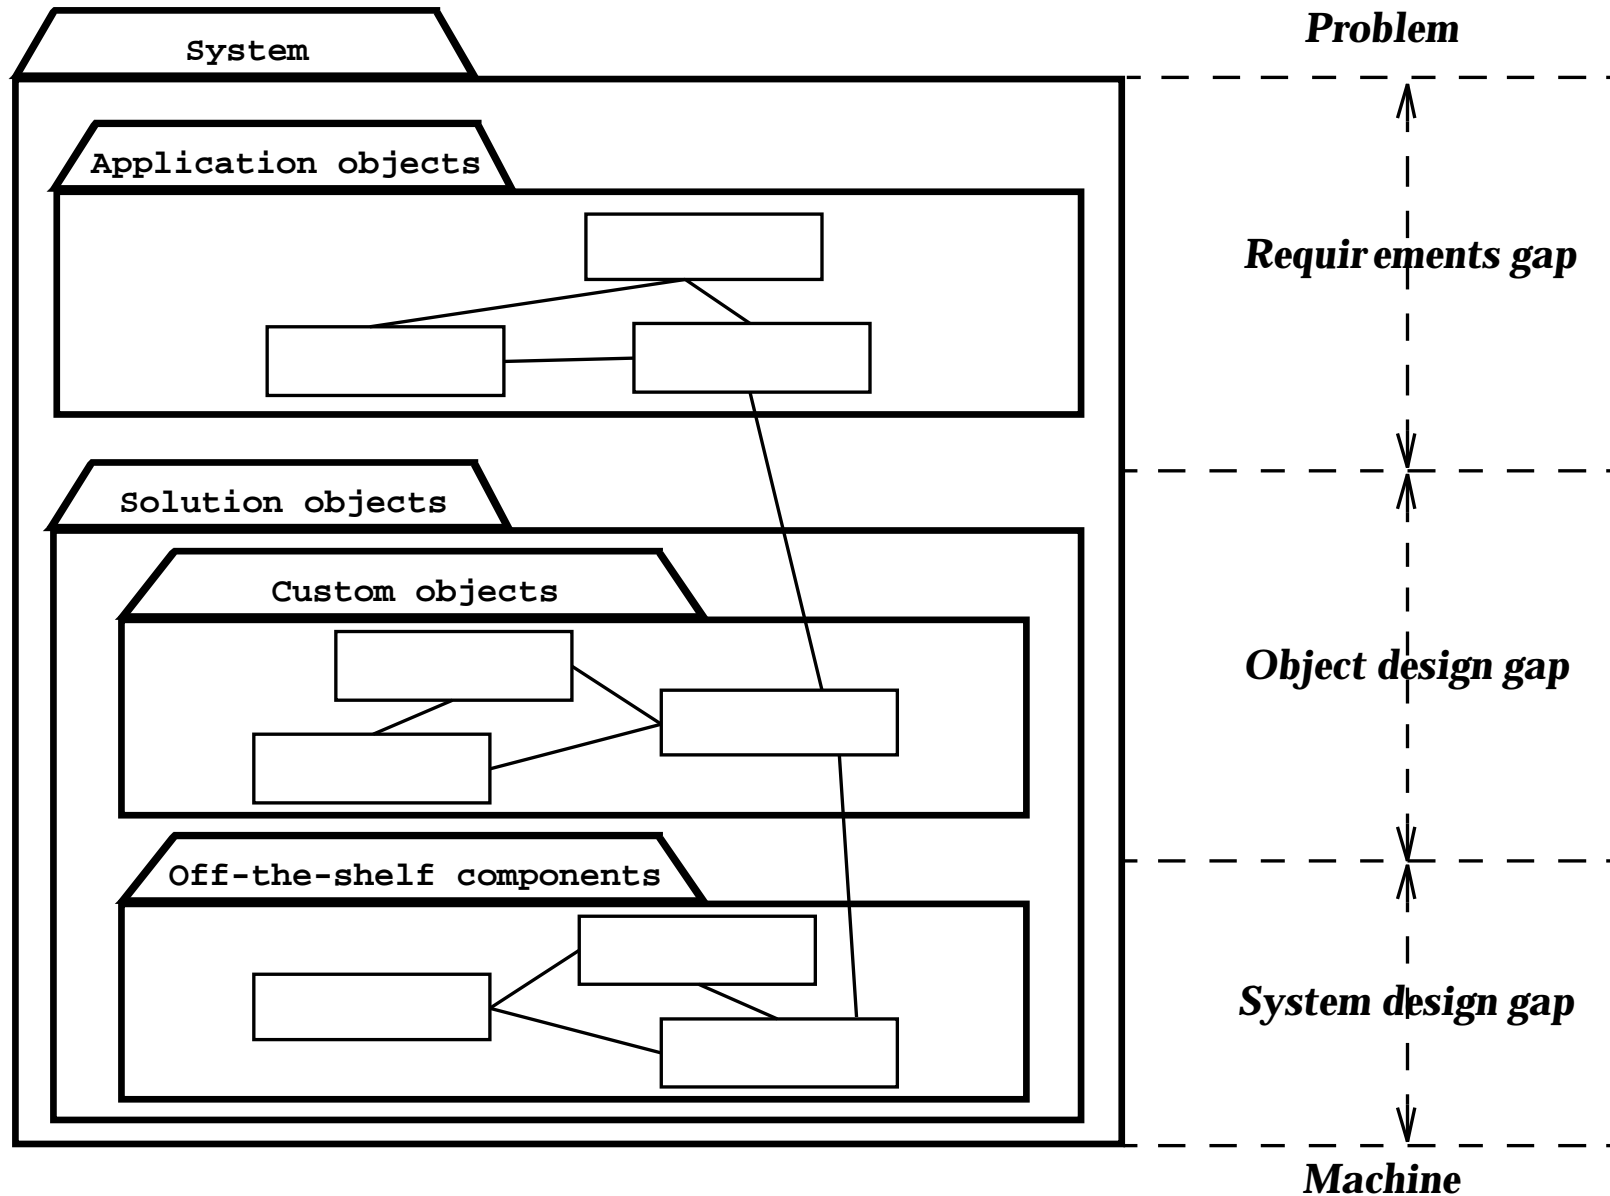 System
Problem
Application objects
Requirements gap
Solution objects
Custom objects
Object design gap
Off-the-shelf components
System design gap
Machine